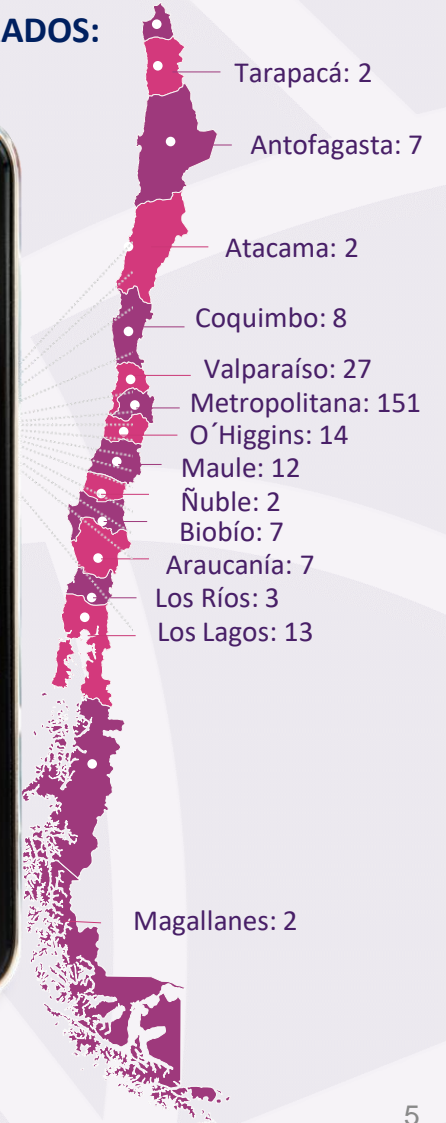 ADOS:
Tarapacá: 2
Antofagasta: 7
Atacama: 2
Coquimbo: 8
Valparaíso: 27
Metropolitana: 151
O´Higgins: 14
Maule: 12
Ñuble: 2
Biobío: 7
Araucanía: 7
Los Ríos: 3
Los Lagos: 13
Magallanes: 2
5